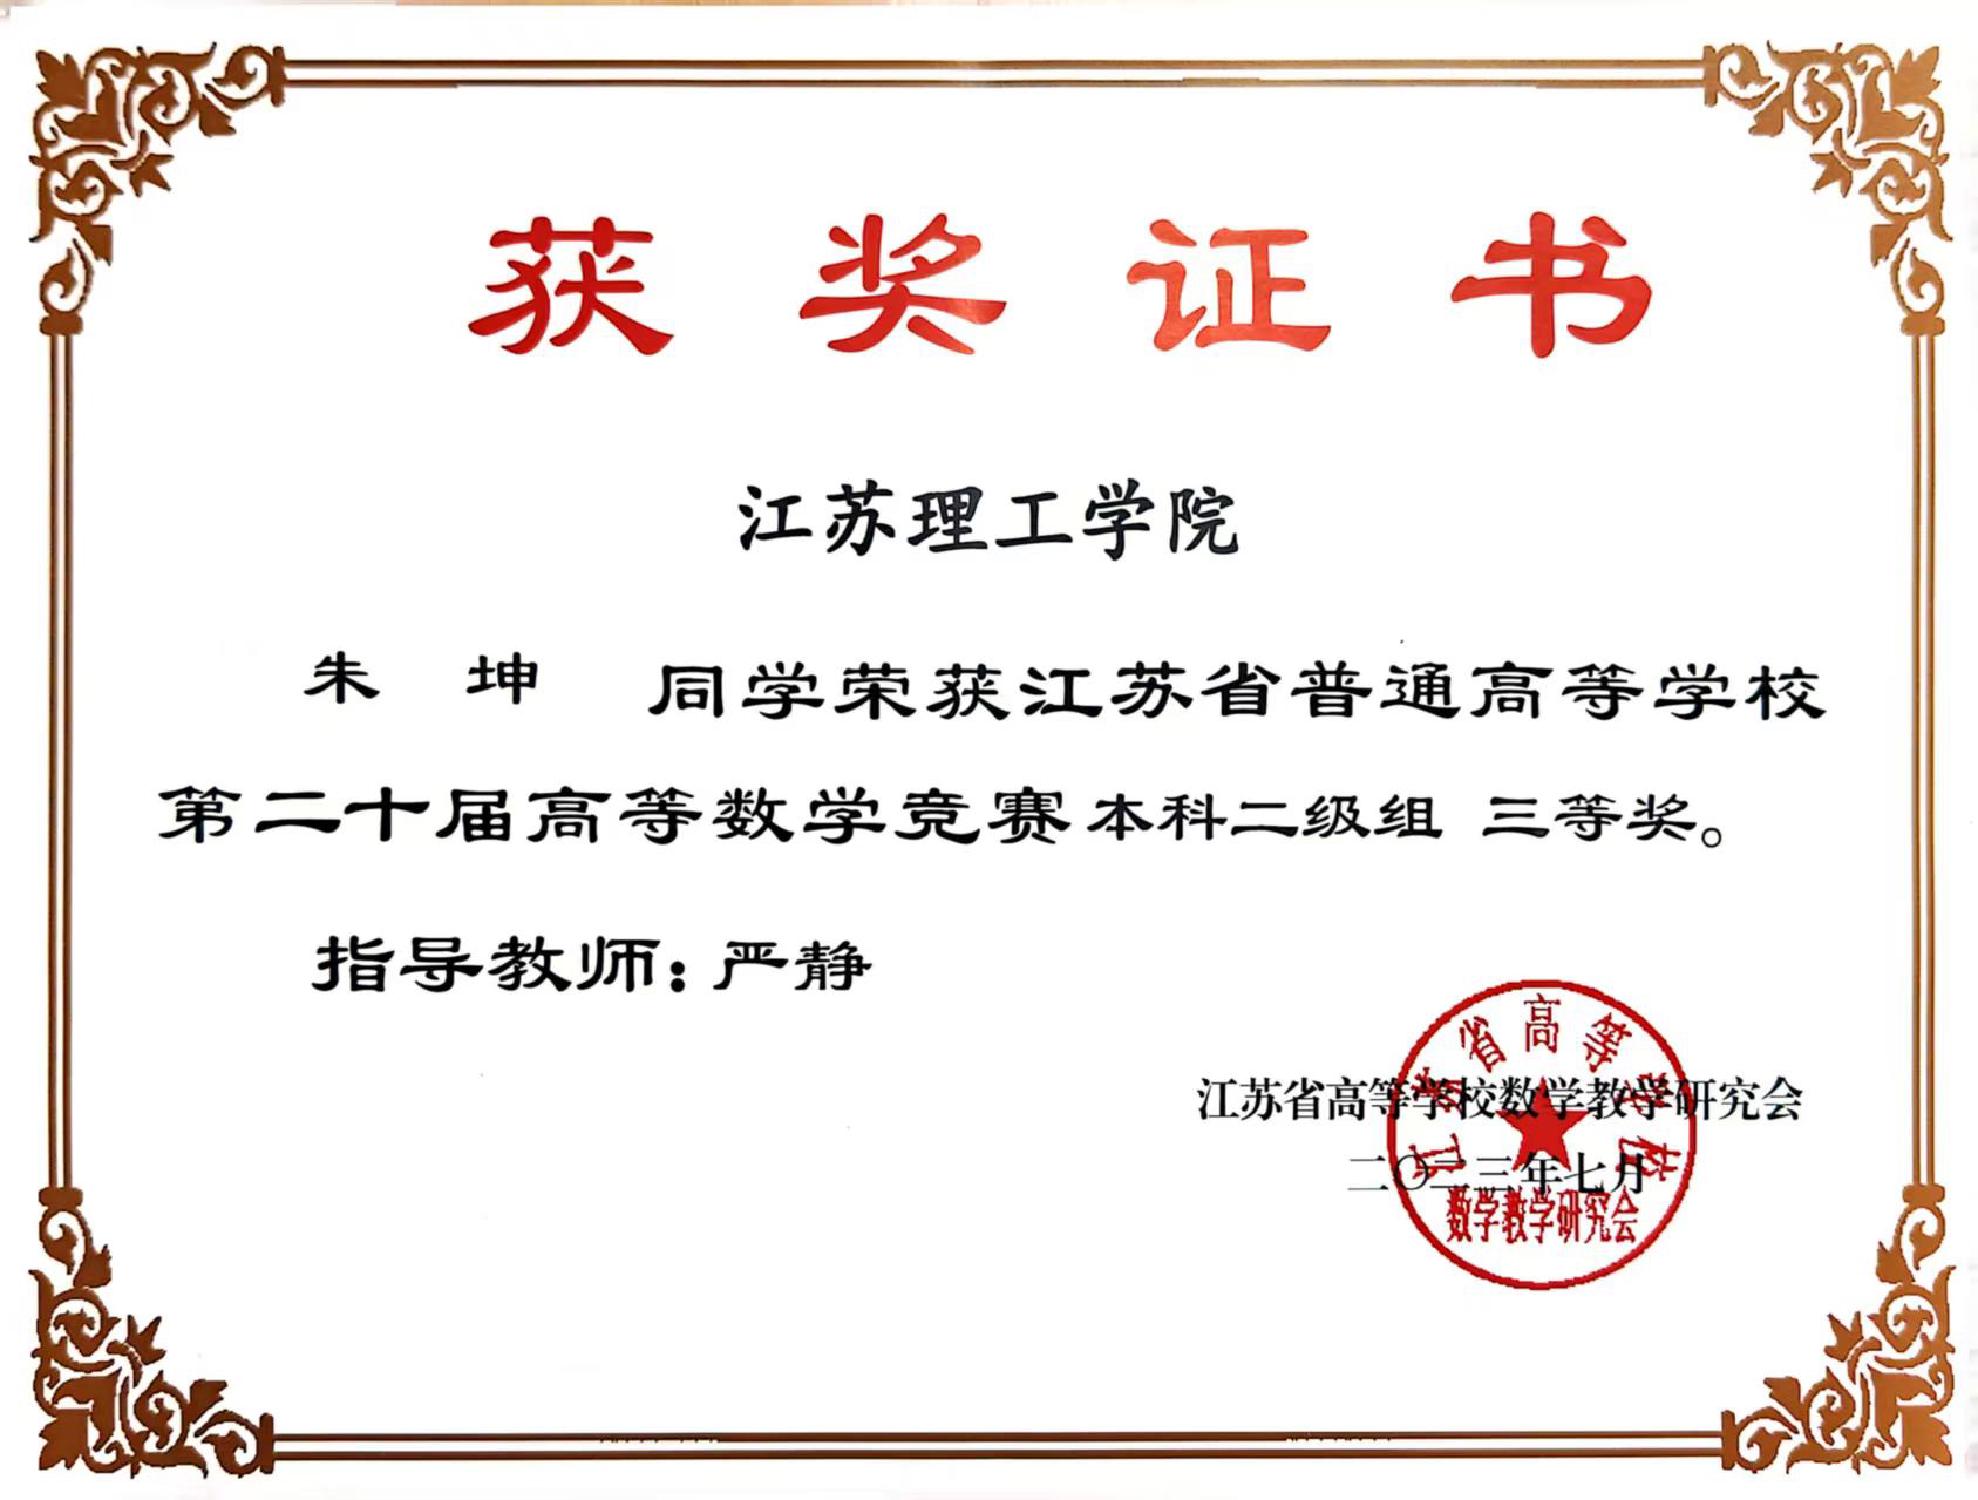 获奖证书
江苏理工学院
朱 坤 同学荣获江苏省普通高等学校
第二十届高等数学竞赛本科二级组 三等奖。
指导教师:严静
江苏省高等学校数学教学研究会
二〇二三年七月
江苏省高等学校
数学教学研究会